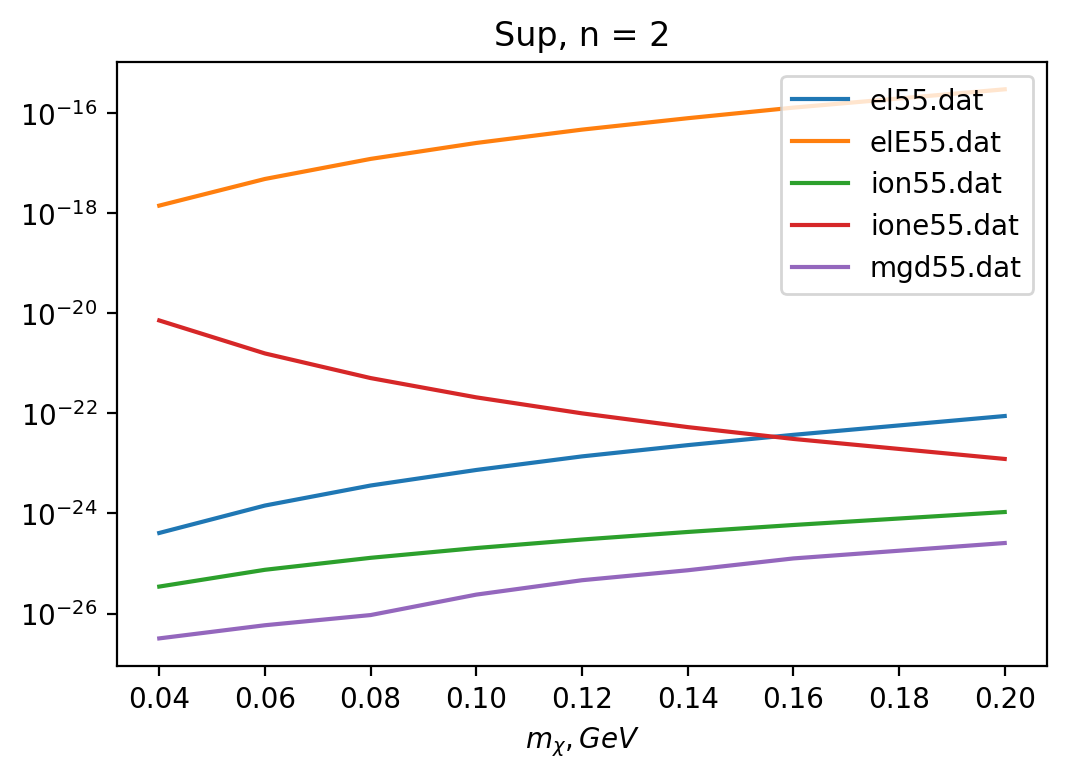 Sup, n = 2
10⁻¹⁶
10⁻¹⁸
10⁻²⁰
10⁻²²
10⁻²⁴
10⁻²⁶
el55.dat
elE55.dat
ion55.dat
ione55.dat
mgd55.dat
0.04 0.06 0.08 0.10 0.12 0.14 0.16 0.18 0.20
mᵪ, GeV